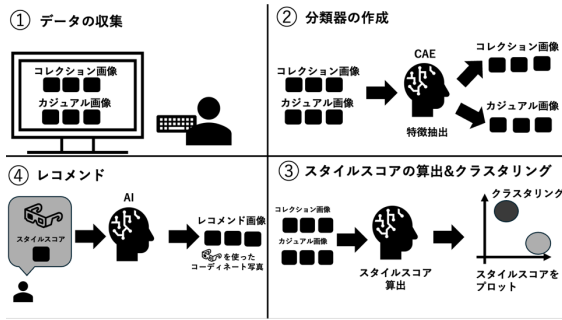 ① データの収集
コレクション画像
カジュアル画像
② 分類器の作成
コレクション画像
カジュアル画像
CAE
特徴抽出
コレクション画像
カジュアル画像
③ スタイルスコアの算出&クラスタリング
コレクション画像
カジュアル画像
スタイルスコア
算出
クラスタリング
スタイルスコアを
プロット
④ レコメンド
スタイルスコア
AI
レコメンド画像
を使った
コーディネート写真